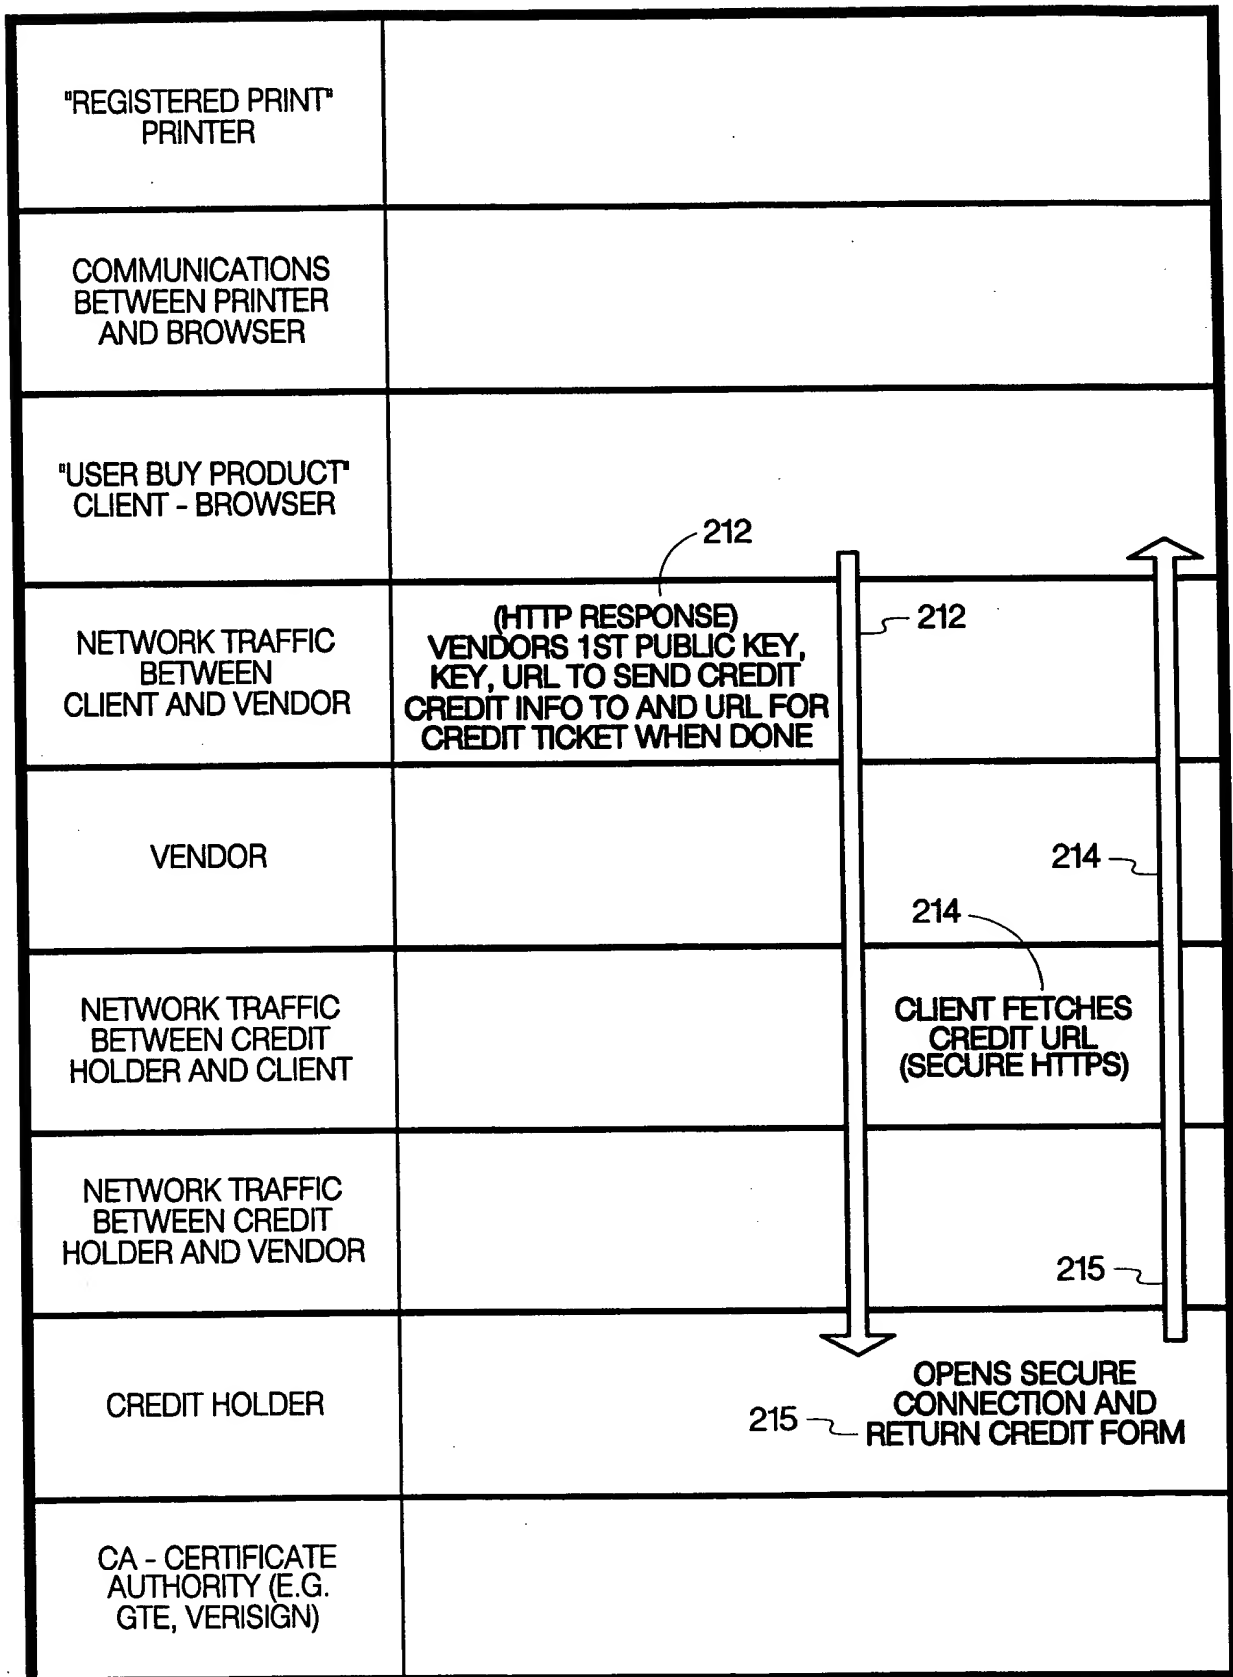 "REGISTERED PRINT"
PRINTER
COMMUNICATIONS
BETWEEN PRINTER
AND BROWSER
"USER BUY PRODUCT"
CLIENT - BROWSER
212
NETWORK TRAFFIC
BETWEEN
CLIENT AND VENDOR
(HTTP RESPONSE)
VENDORS 1ST PUBLIC KEY,
KEY, URL TO SEND CREDIT
CREDIT INFO TO AND URL FOR
CREDIT TICKET WHEN DONE
212
VENDOR
214
214
NETWORK TRAFFIC
BETWEEN CREDIT
HOLDER AND CLIENT
CLIENT FETCHES
CREDIT URL
(SECURE HTTPS)
NETWORK TRAFFIC
BETWEEN CREDIT
HOLDER AND VENDOR
215
CREDIT HOLDER
215
OPENS SECURE
CONNECTION AND
RETURN CREDIT FORM
CA - CERTIFICATE
AUTHORITY (E.G.
GTE, VERISIGN)